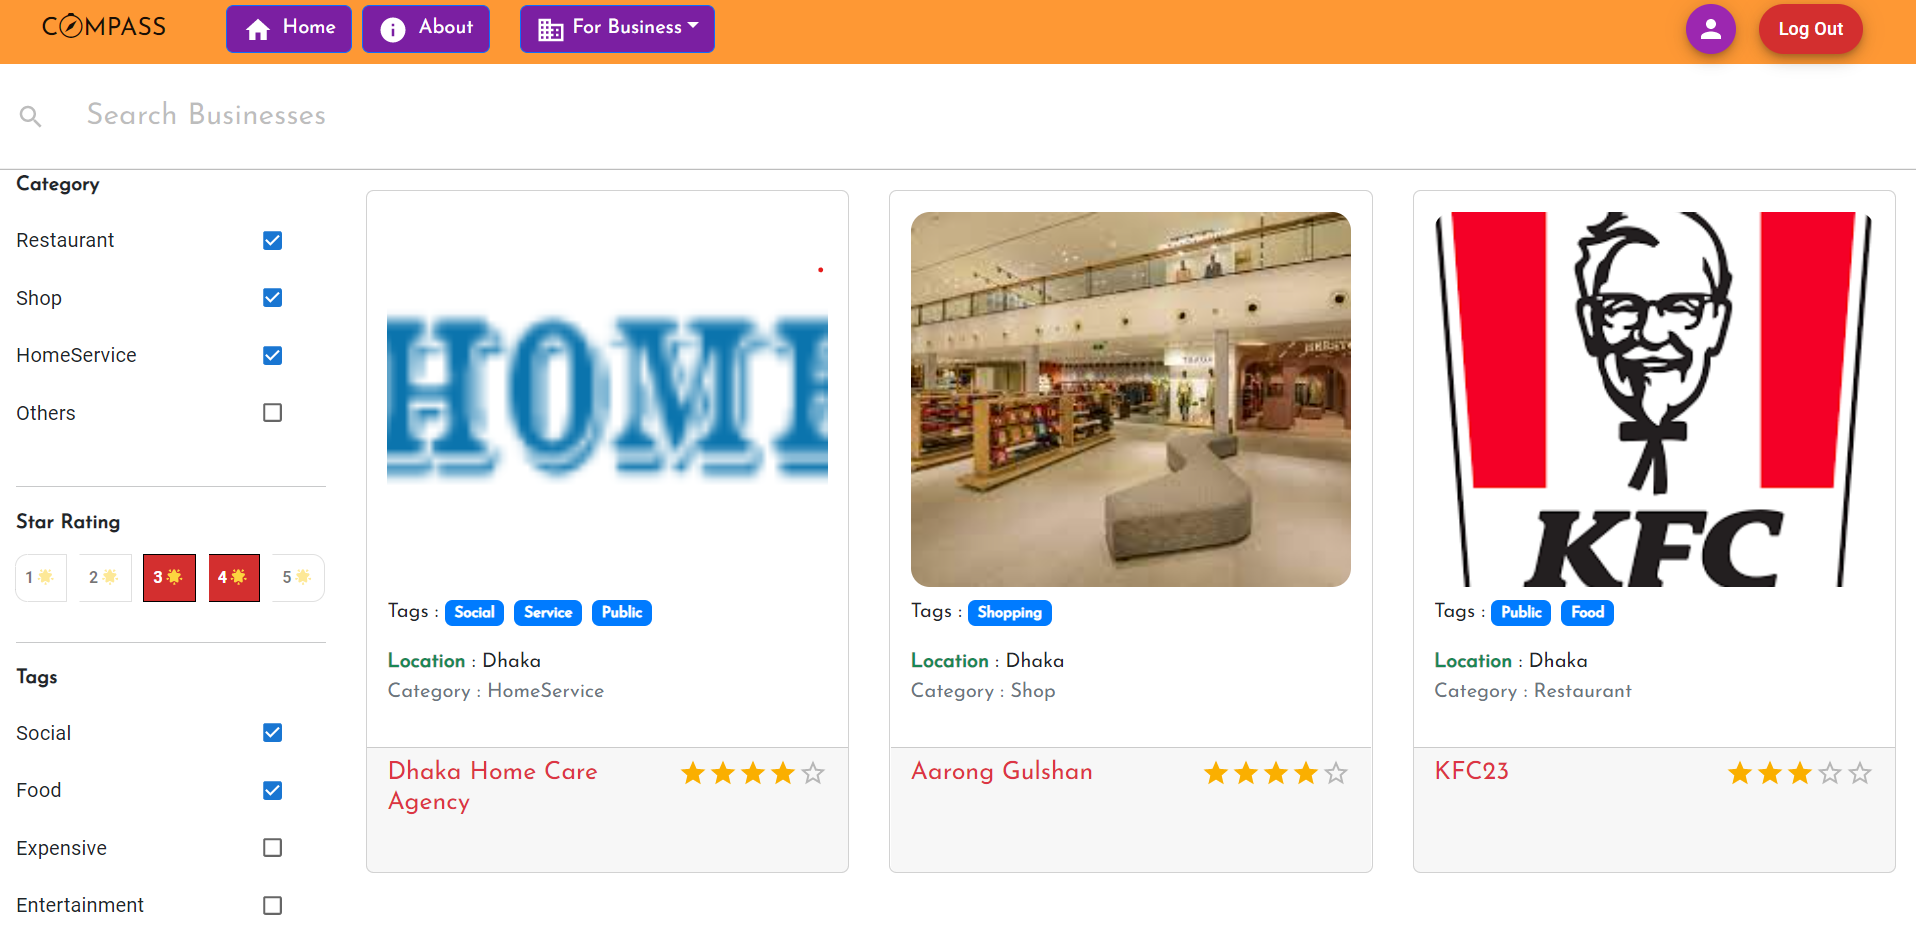 COMPASS
Home
About
For Business
Log Out
Search Businesses
Category
Restaurant
Shop
HomeService
Others
Star Rating
1
2
3
4
5
Tags
Social
Food
Expensive
Entertainment
HOME
Tags : Social Service Public
Location : Dhaka
Category : HomeService
Dhaka Home Care
Agency
Tags : Shopping
Location : Dhaka
Category : Shop
Aarong Gulshan
KFC
Tags : Public Food
Location : Dhaka
Category : Restaurant
KFC23